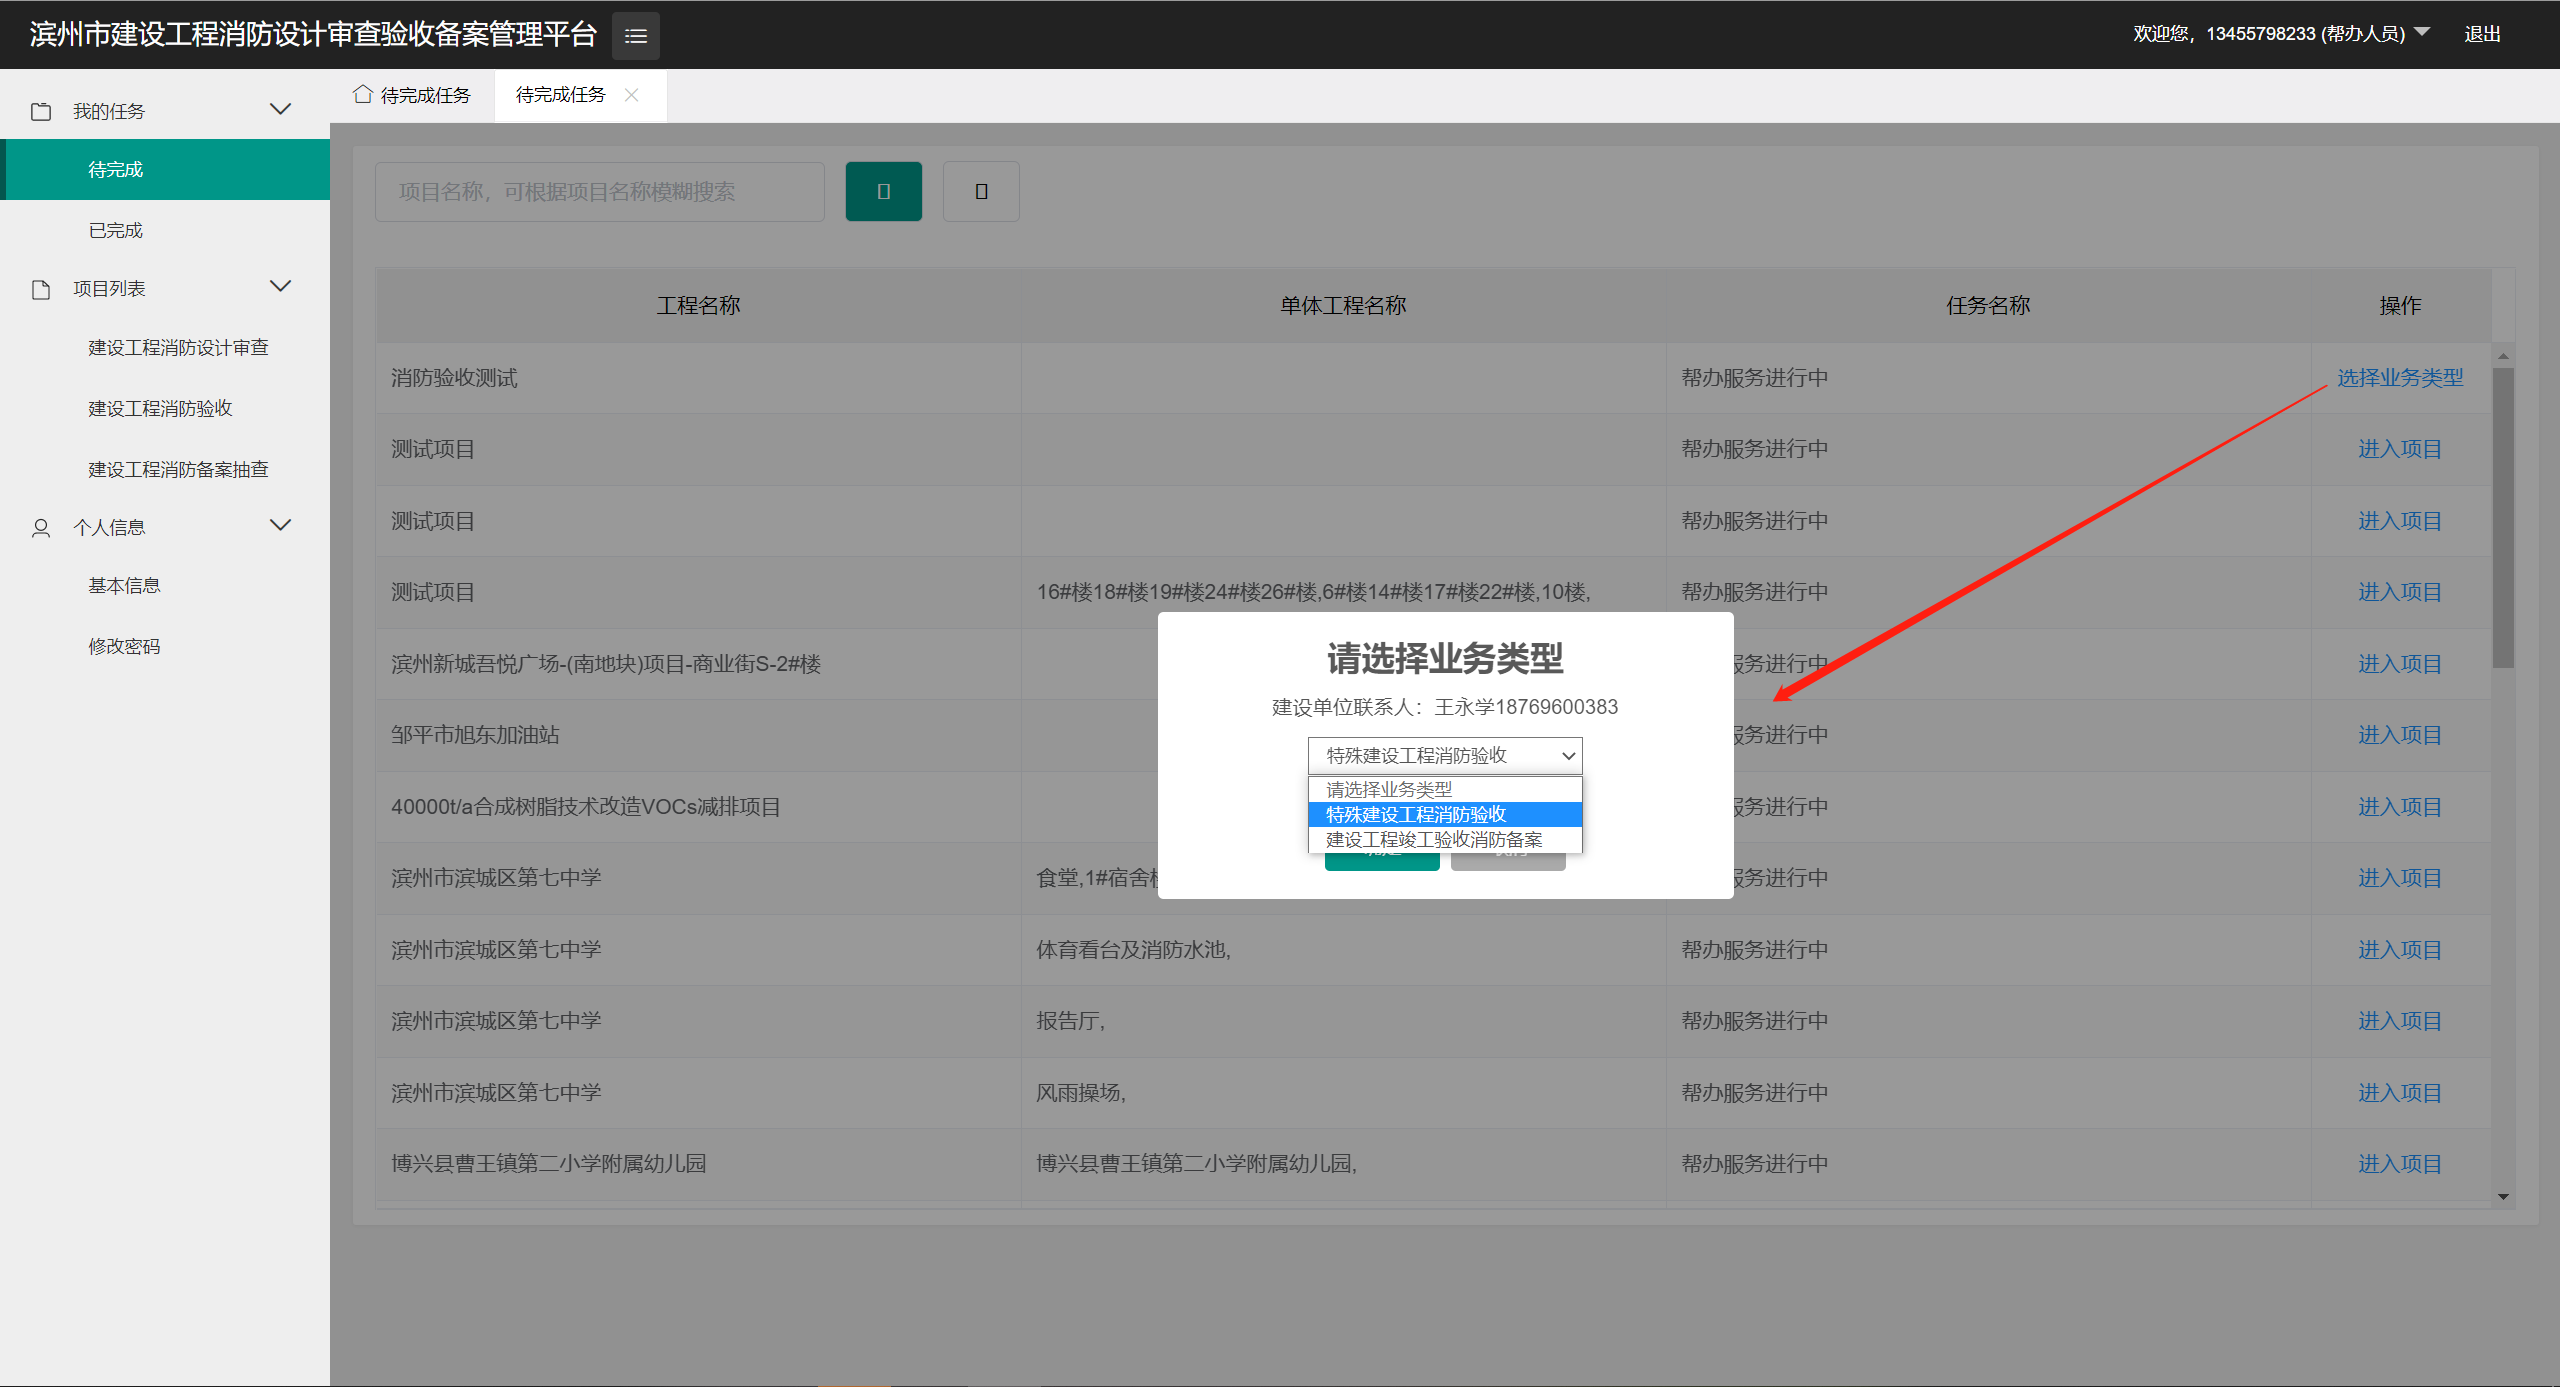 滨州市建设工程消防设计审查验收备案管理平台
欢迎您，13455798233 (帮办人员)
退出
我的任务
待完成
已完成
项目列表
建设工程消防设计审查
建设工程消防验收
建设工程消防备案抽查
个人信息
基本信息
修改密码
待完成任务
待完成任务
项目名称，可根据项目名称模糊搜索
工程名称 单体工程名称 任务名称 操作
消防验收测试 帮办服务进行中 选择业务类型
测试项目 帮办服务进行中 进入项目
测试项目 帮办服务进行中 进入项目
测试项目 16#楼18#楼19#楼24#楼26#楼,6#楼14#楼17#楼22#楼,10楼, 帮办服务进行中 进入项目
滨州新城吾悦广场-(南地块)项目-商业街S-2#楼 服务进行中 进入项目
邹平市旭东加油站 服务进行中 进入项目
40000t/a合成树脂技术改造VOCs减排项目 服务进行中 进入项目
滨州市滨城区第七中学 食堂,1#宿舍 服务进行中 进入项目
滨州市滨城区第七中学 体育看台及消防水池, 帮办服务进行中 进入项目
滨州市滨城区第七中学 报告厅, 帮办服务进行中 进入项目
滨州市滨城区第七中学 风雨操场, 帮办服务进行中 进入项目
博兴县曹王镇第二小学附属幼儿园 博兴县曹王镇第二小学附属幼儿园, 帮办服务进行中 进入项目
请选择业务类型
建设单位联系人：王永学18769600383
特殊建设工程消防验收
请选择业务类型
特殊建设工程消防验收
建设工程竣工验收消防备案